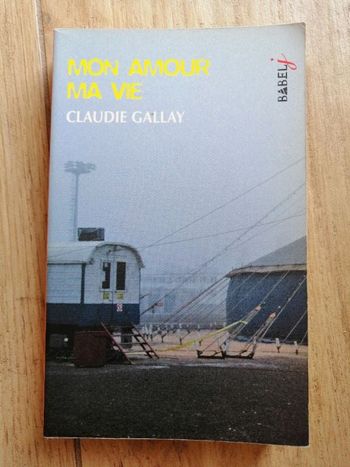 MON AMOUR
MA VIE
CLAUDIE GALLAY
BABEL j